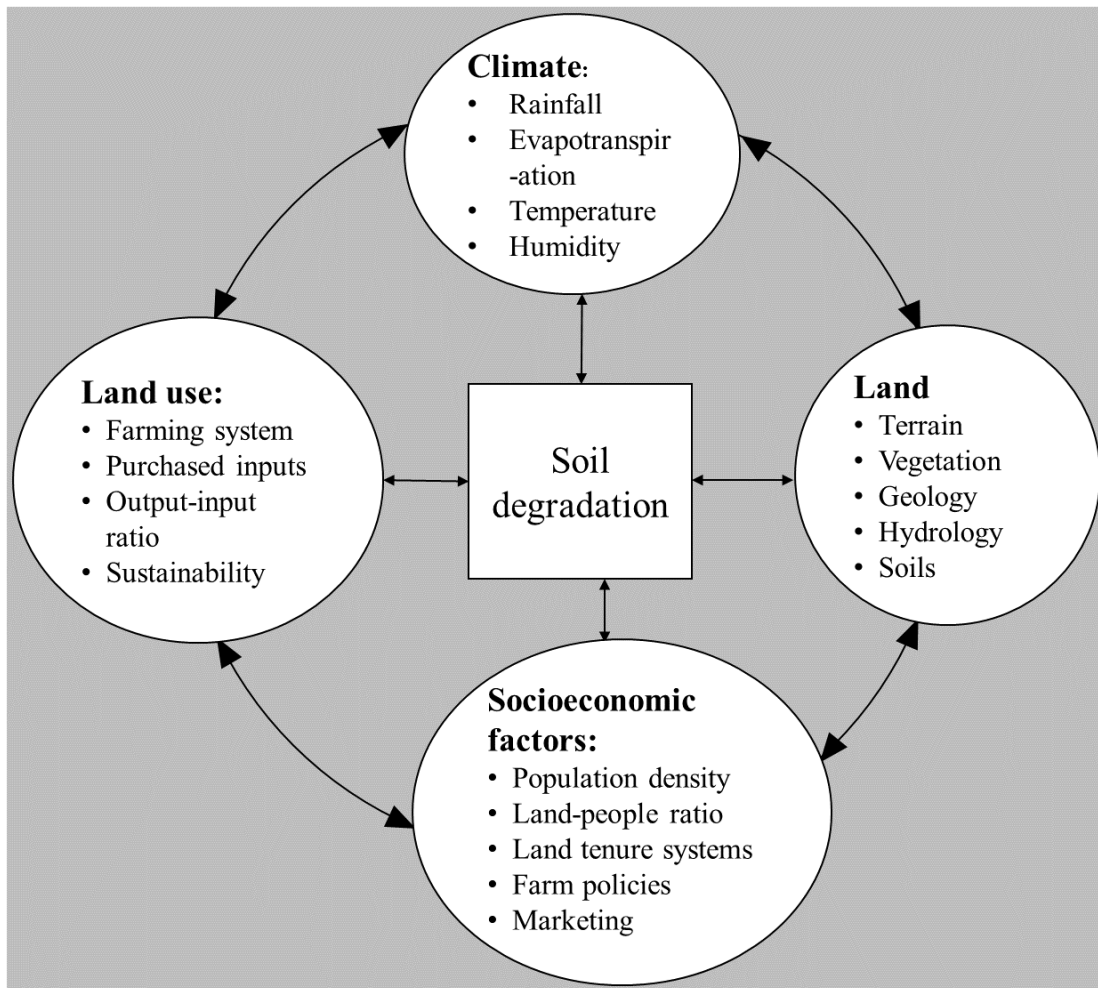 Climate:
• Rainfall
• Evapotranspir
-ation
• Temperature
• Humidity
Land use:
• Farming system
• Purchased inputs
• Output-input
ratio
• Sustainability
Soil
degradation
Land
• Terrain
• Vegetation
• Geology
• Hydrology
• Soils
Socioeconomic
factors:
• Population density
• Land-people ratio
• Land tenure systems
• Farm policies
• Marketing